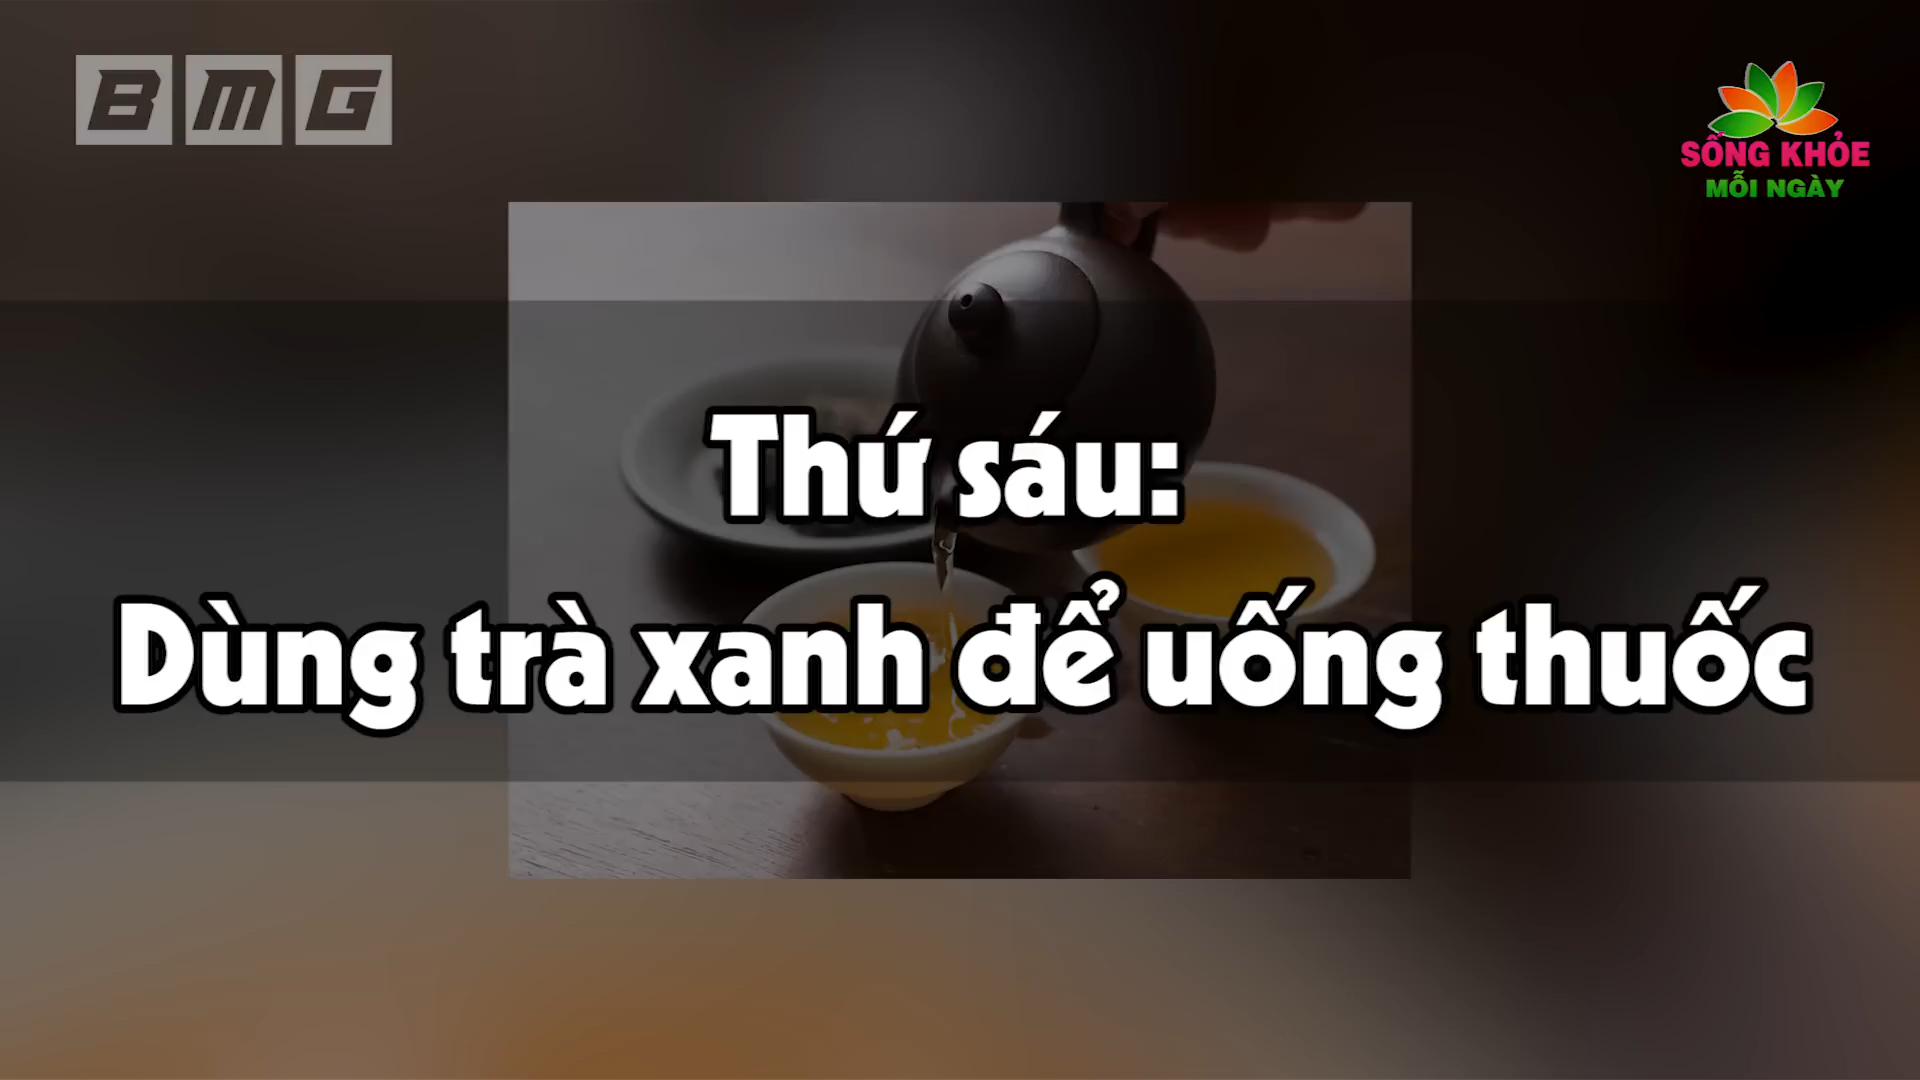 BMG
SỐNG KHỎE
MỖI NGÀY
Thứ sáu:
Dùng trà xanh để uống thuốc